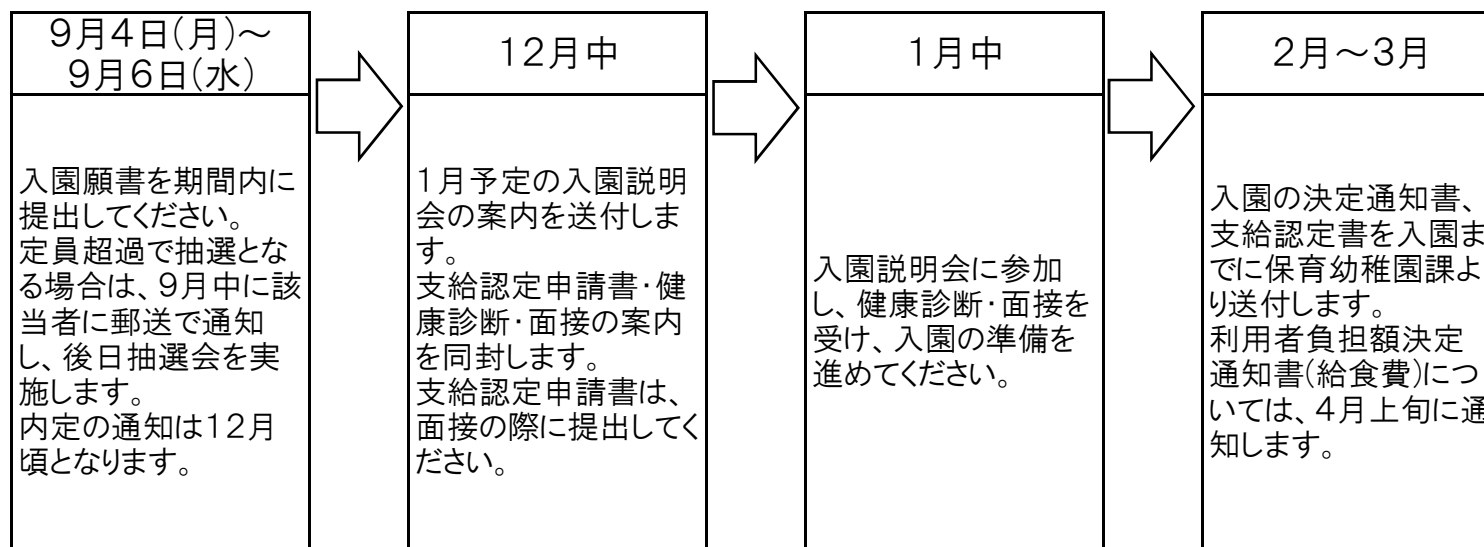 9月4日(月)～
9月6日(水)
入園願書を期間内に
提出してください。
定員超過で抽選とな
る場合は、9月中に該
当者に郵送で通知
し、後日抽選会を実
施します。
内定の通知は12月
頃となります。
12月中
1月予定の入園説明
会の案内を送付しま
す。
支給認定申請書・健
康診断・面接の案内
を同封します。
支給認定申請書は、
面接の際に提出してく
ださい。
1月中
入園説明会に参加
し、健康診断・面接を
受け、入園の準備を
進めてください。
2月～3月
入園の決定通知書、
支給認定書を入園ま
でに保育幼稚園課よ
り送付します。
利用者負担額決定
通知書(給食費)につ
いては、4月上旬に通
知します。